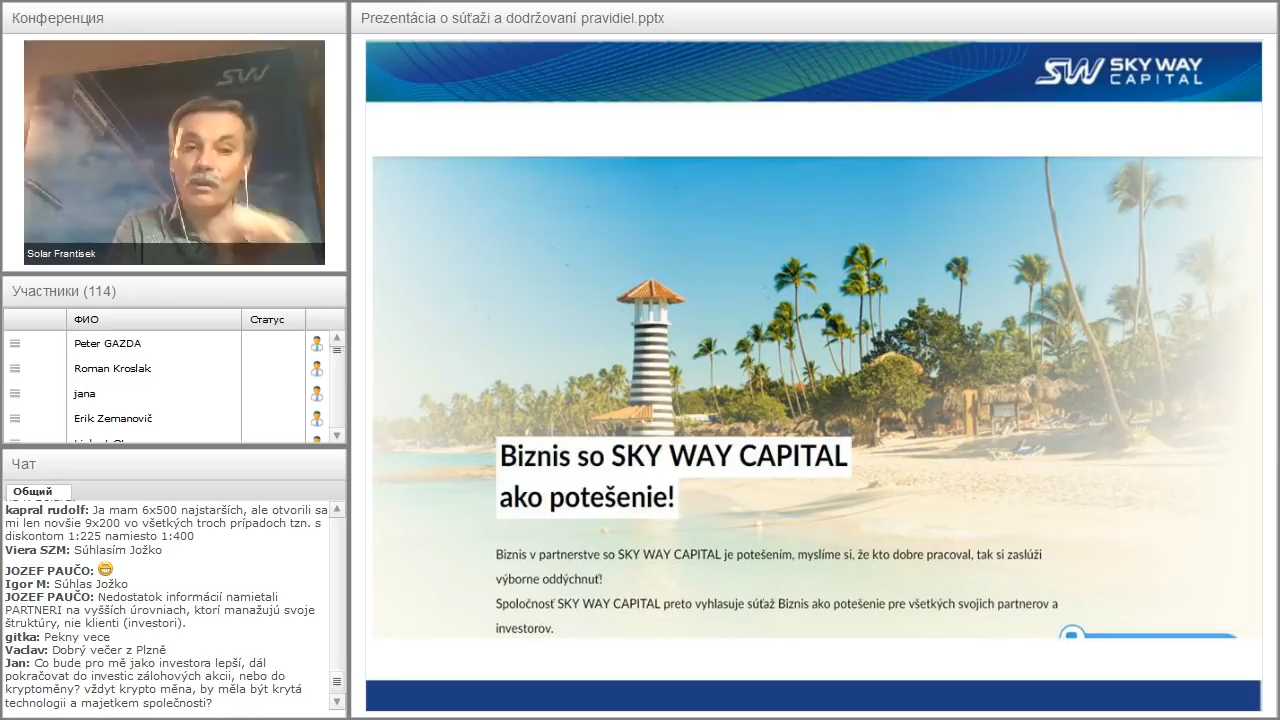 Конференция
SW
Solar Frantisek
Участники (114)
ФИО
Статус
Peter GAZDA
Roman Kroslak
jana
Erik Zemanovič
Чат
Общий
kapral rudolf: Ja mam 6x500 najstarších, ale otvorili sa
mi len novšie 9x200 vo všetkých troch prípadoch tzn. s
discontom 1:225 namiesto 1:400
Viera SZM: Súhlasím Jožko
JOZEF PAUČO:
Igor M: Súhlas Jožko
JOZEF PAUČO: Nedostatok informácií namietali
PARTNERI na vyšších úrovniach, ktorí manažujú svoje
štruktúry, nie klienti (investori).
gitka: Pekny vece
Vaclav: Dobrý večer z Plzně
Jan: Co bude pro mě jako investora lepší, dál
pokračovat do investic zálohových akcii, nebo do
kryptomeny? zbyt krypto měna, by měla být krytá
technologii a majetkem společnosti?
Prezentácia o súťaži a dodržovaní pravidiel.pptx
SW SKY WAY
CAPITAL
Biznis so SKY WAY CAPITAL
ako potešenie!
Biznis v partnerstve so SKY WAY CAPITAL je potešením, myslíme si, že kto dobre pracoval, tak si zaslúži
výborne oddýchnuť!
Spoločnosť SKY WAY CAPITAL preto vyhlasuje súťaž Biznis ako potešenie pre všetkých svojich partnerov a
investorov.